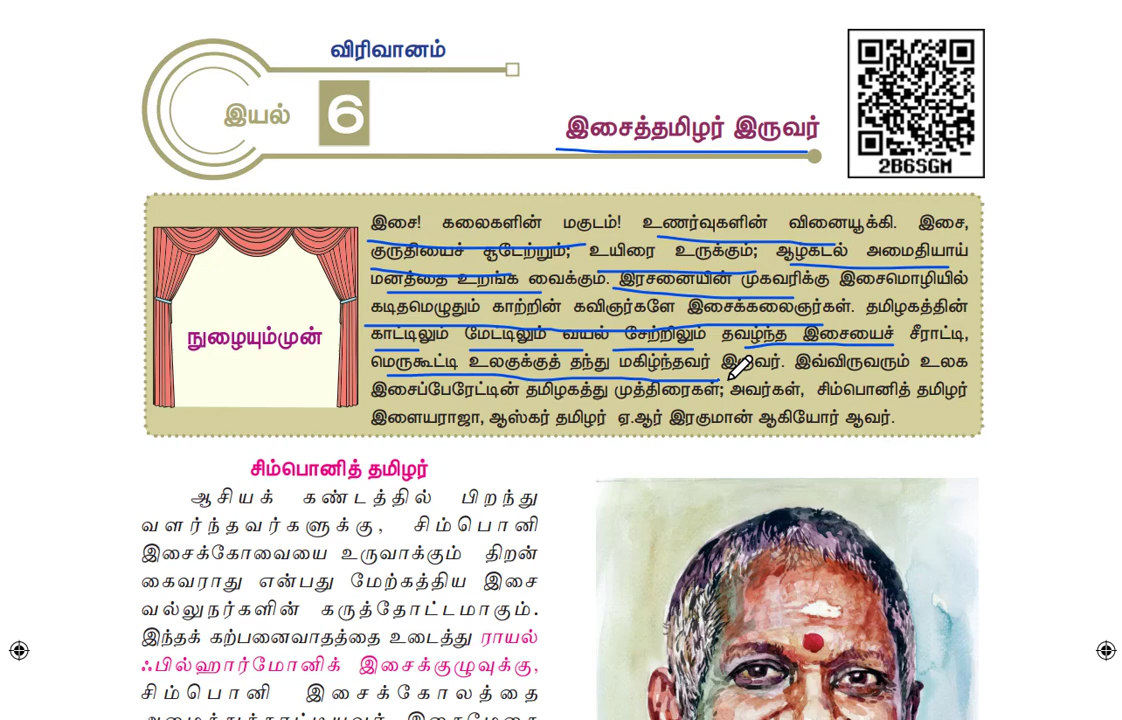 விரிவானம்
இயல் 6
இசைத்தமிழர் இருவர்
2B6SGM
நுழையும்முன்
இசை! கலைகளின் மகுடம்! உணர்வுகளின் வினையூக்கி. இசை,
குருதியைச் சூடேற்றும்; உயிரை உருக்கும்; ஆழ்கடல் அமைதியாய்
மனத்தை உறங்க வைக்கும். இரசனையின் முகவரிக்கு இசைமொழியில்
கடிதமெழுதும் காற்றின் கவிஞர்களே இசைக்கலைஞர்கள். தமிழகத்தின்
காட்டிலும் மேட்டிலும் வயல் சேற்றிலும் தவழ்ந்த இசையைச் சீராட்டி,
மெருகூட்டி உலகுக்குத் தந்து மகிழ்ந்தவர் இருவர். இவ்விருவரும் உலக
இசைப்பேரேட்டின் தமிழகத்து முத்திரைகள்; அவர்கள், சிம்பொனித் தமிழர்
இளையராஜா, ஆஸ்கர் தமிழர் ஏ.ஆர் இரகுமான் ஆகியோர் ஆவர்.
சிம்பொனித் தமிழர்
ஆசியக் கண்டத்தில் பிறந்து
வளர்ந்தவர்களுக்கு, சிம்பொனி
இசைக்கோவையை உருவாக்கும் திறன்
கைவராது என்பது மேற்கத்திய இசை
வல்லுநர்களின் கருத்தோட்டமாகும்.
இந்தக் கற்பனைவாதத்தை உடைத்து ராயல்
ஃபில்ஹார்மோனிக் இசைக்குழுவுக்கு,
சிம்பொனி இசைக்கோலத்தை